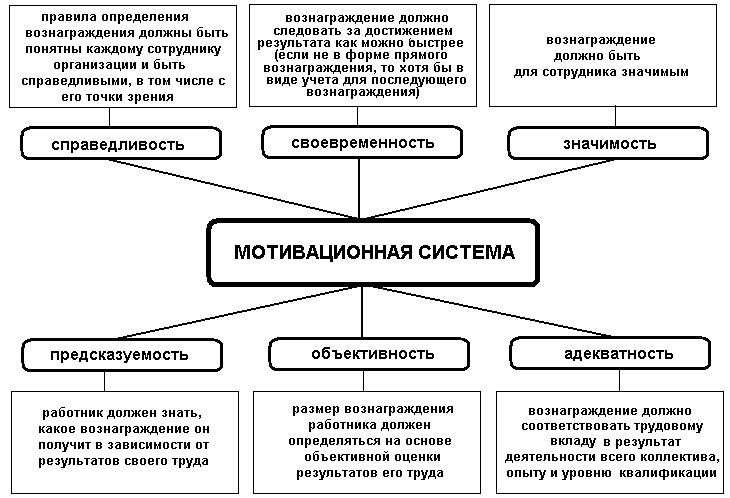 правила определения
вознаграждения должны быть
понятны каждому сотруднику
организации и быть
справедливыми, в том числе с
его точки зрения
вознаграждение должно
следовать за достижением
результата как можно быстрее
(если не в форме прямого
вознаграждения, то хотя бы в
виде учета для последующего
вознаграждения)
вознаграждение
должно быть
для сотрудника значимым
справедливость
своевременность
значимость
МОТИВАЦИОННАЯ СИСТЕМА
предсказуемость
объективность
адекватность
работник должен знать,
какое вознаграждение он
получит в зависимости от
результатов своего труда
размер вознаграждения
работника должен
определяться на основе
объективной оценки
результатов его труда
вознаграждение должно
соответствовать трудовому
вкладу в результат
деятельности всего коллектива,
опыту и уровню квалификации